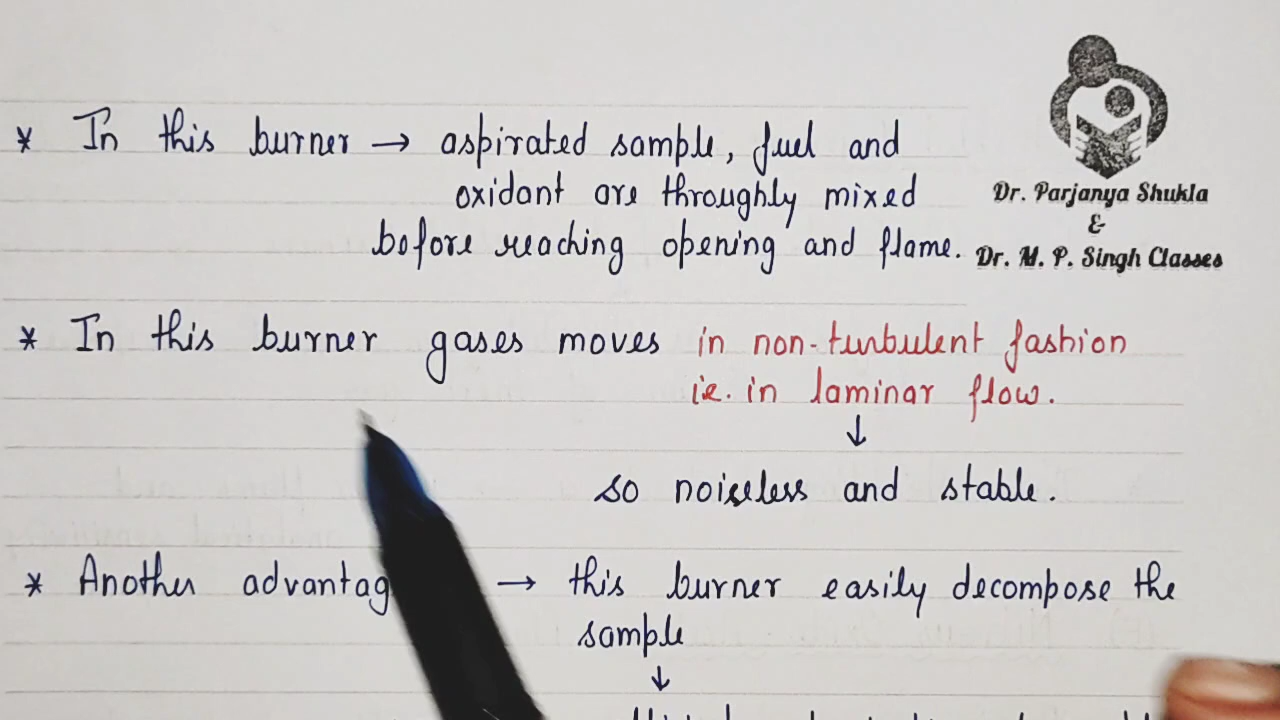 * In this burner → aspirated sample, fuel and
oxidant are throughly mixed
before reaching opening and flame.
Dr. Parjanya Shukla
&
Dr. M. P. Singh Classes
* In this burner gases moves in non-turbulent fashion
i.e. in laminar flow.
↓
so noiseless and stable.
* Another advantag → this burner easily decompose the
sample
↓